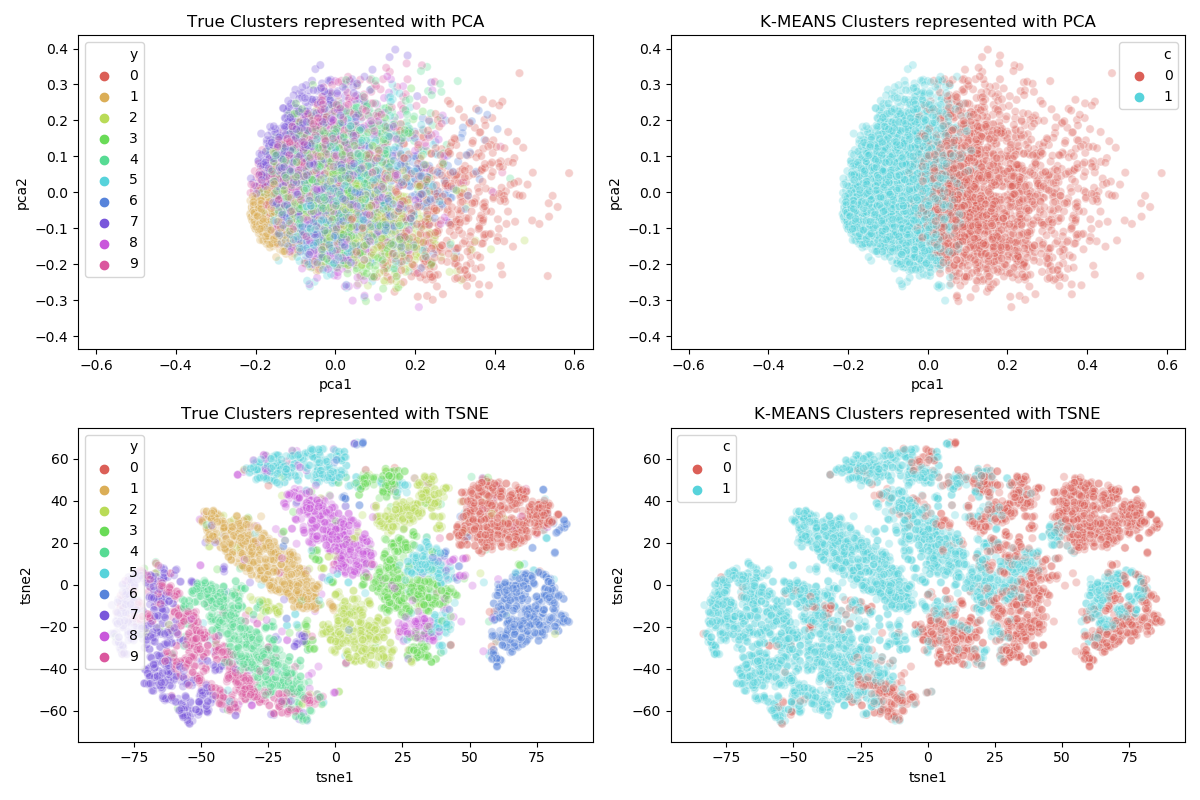 True Clusters represented with PCA
y
0
1
2
3
4
5
6
7
8
9
0.4
0.3
0.2
0.1
0.0
−0.1
−0.2
−0.3
−0.4
pca2
−0.6 −0.4 −0.2 0.0 0.2 0.4 0.6
pca1
K-MEANS Clusters represented with PCA
c
0
1
0.4
0.3
0.2
0.1
0.0
−0.1
−0.2
−0.3
−0.4
pca2
−0.6 −0.4 −0.2 0.0 0.2 0.4 0.6
pca1
True Clusters represented with TSNE
y
0
1
2
3
4
5
6
7
8
9
60
40
20
0
−20
−40
−60
tsne2
−75 −50 −25 0 25 50 75
tsne1
K-MEANS Clusters represented with TSNE
c
0
1
60
40
20
0
−20
−40
−60
tsne2
−75 −50 −25 0 25 50 75
tsne1